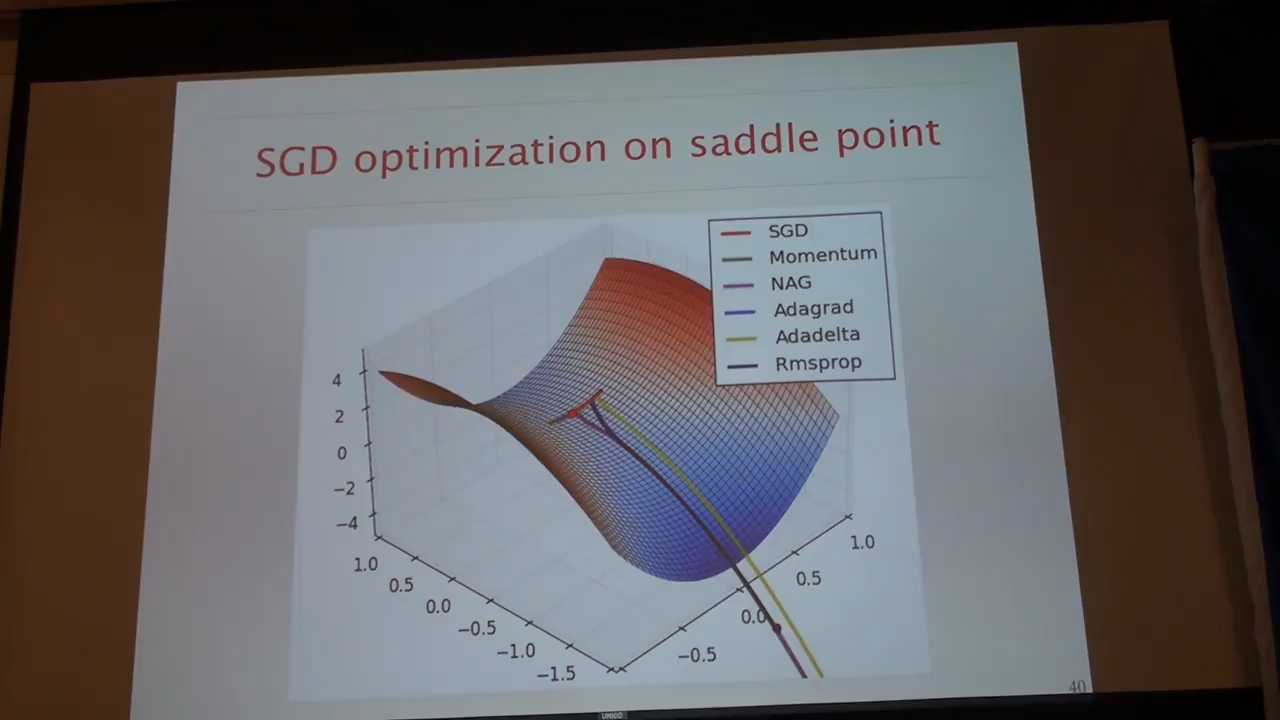 SGD optimization on saddle point
SGD
Momentum
NAG
Adagrad
Adadelta
Rmsprop
4
2
0
−2
−4
1.0
0.5
0.0
−0.5
−1.0
−1.5
−0.5
0.0
0.5
1.0
40